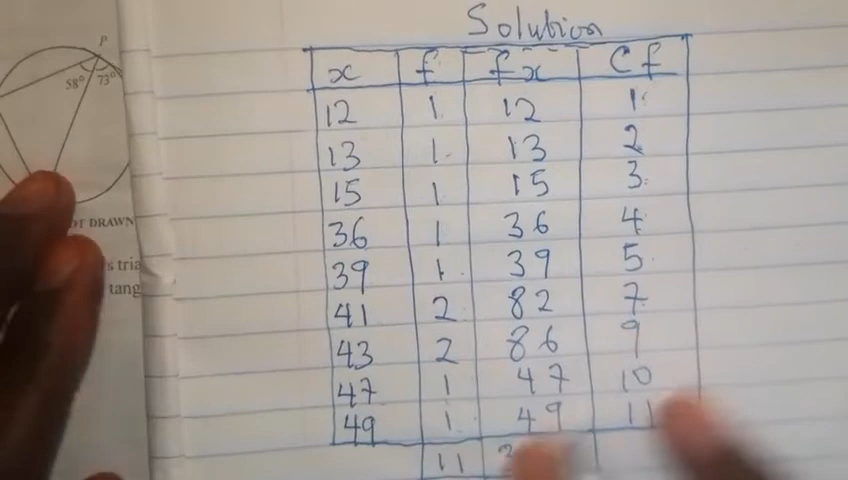 P
58° 73°
OT DRAWN
s tria
tang
Solution
x f fx Cf
12 1 12 1
13 1 13 2
15 1 15 3
36 1 36 4
39 1 39 5
41 2 82 7
43 2 86 9
47 1 47 10
49 1 49 11
11